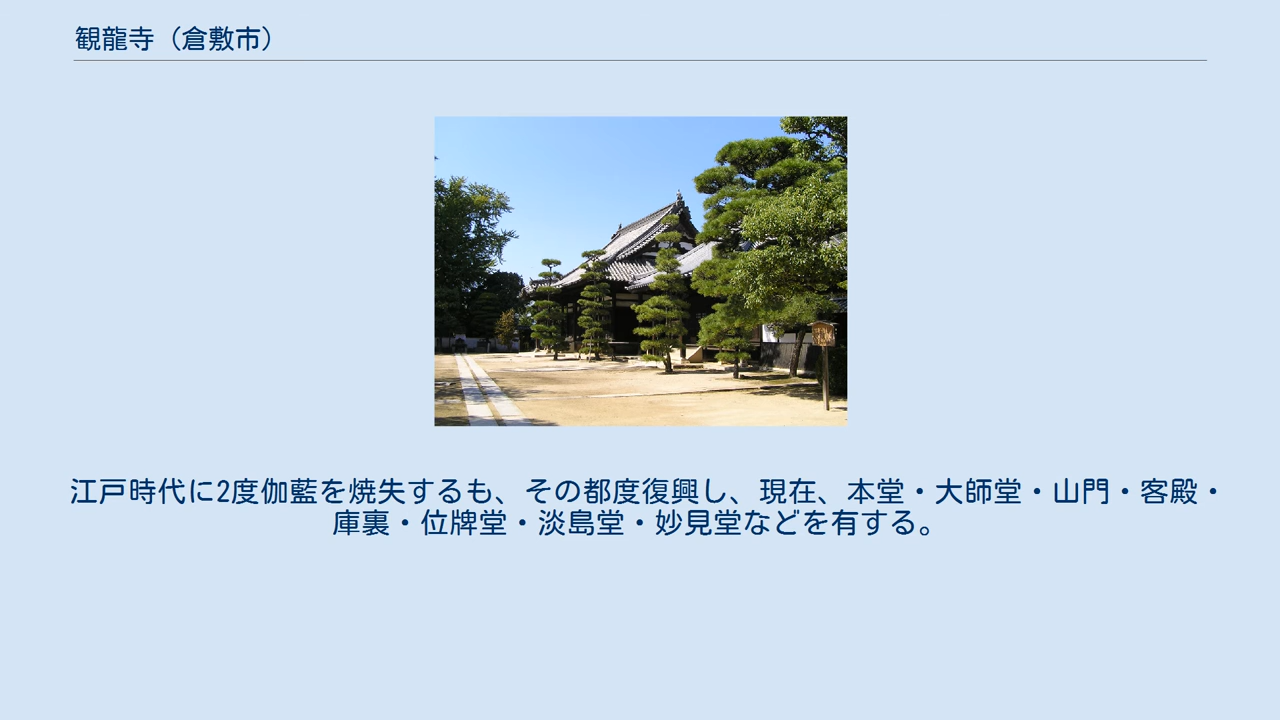 観龍寺（倉敷市）
江戸時代に2度伽藍を焼失するも、その都度復興し、現在、本堂・大師堂・山門・客殿・
庫裏・位牌堂・淡島堂・妙見堂などを有する。